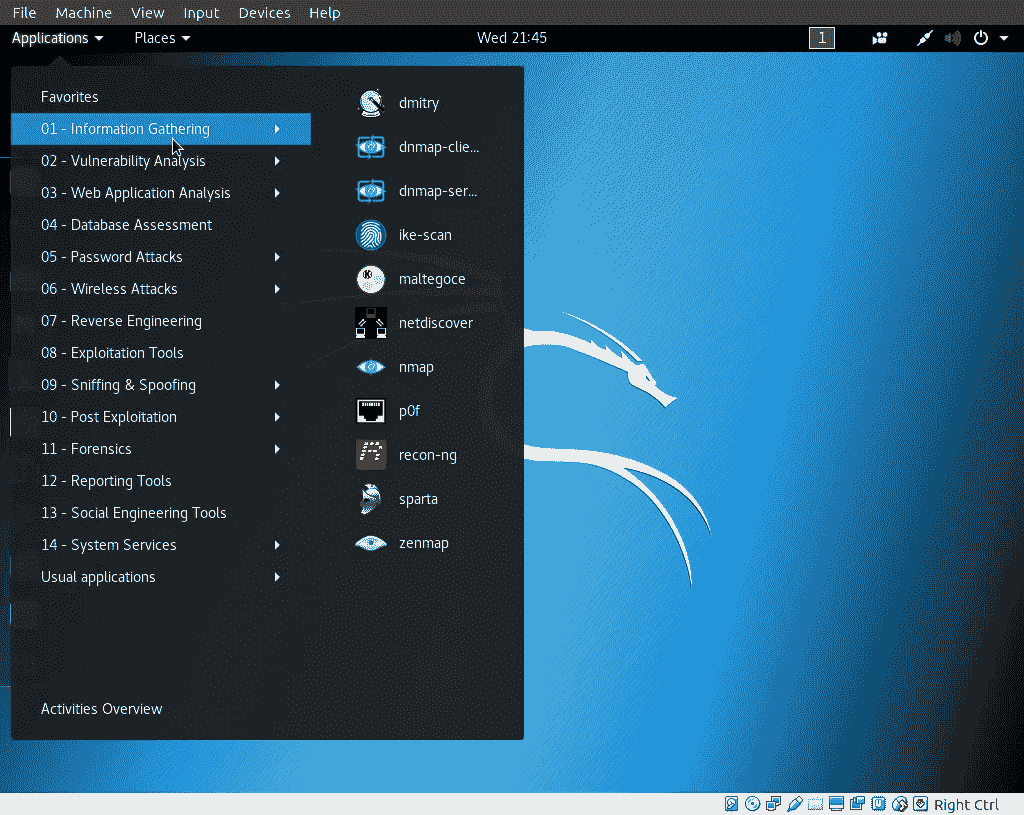 File Machine View Input Devices Help
Applications Places Wed 21:45 1
Favorites
01 - Information Gathering
02 - Vulnerability Analysis
03 - Web Application Analysis
04 - Database Assessment
05 - Password Attacks
06 - Wireless Attacks
07 - Reverse Engineering
08 - Exploitation Tools
09 - Sniffing & Spoofing
10 - Post Exploitation
11 - Forensics
12 - Reporting Tools
13 - Social Engineering Tools
14 - System Services
Usual applications
Activities Overview
dmitry
dnmap-clie...
dnmap-ser...
ike-scan
maltegoce
netdiscover
nmap
p0f
recon-ng
sparta
zenmap
Right Ctrl